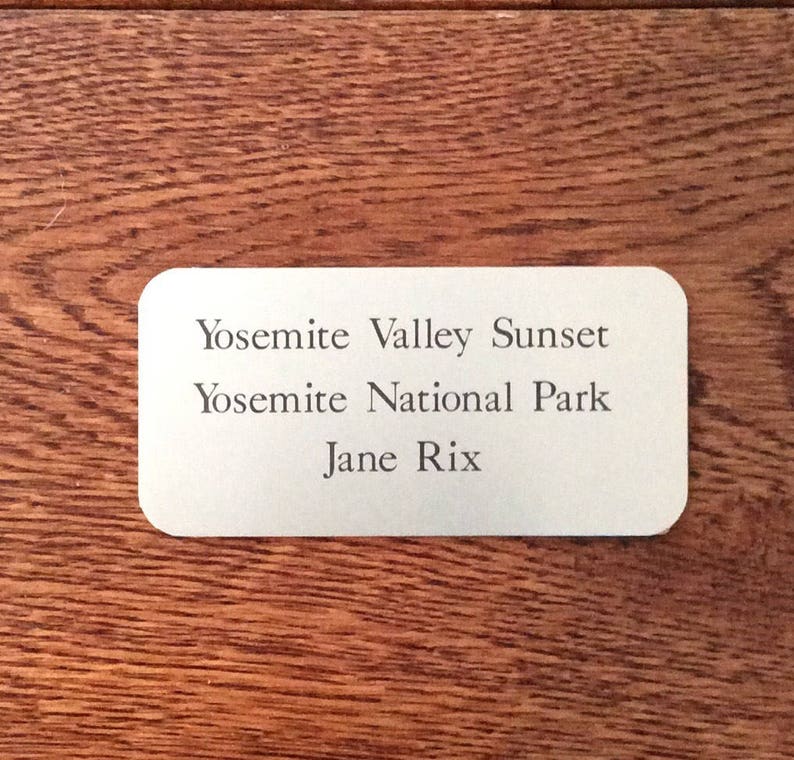 Yosemite Valley Sunset
Yosemite National Park
Jane Rix